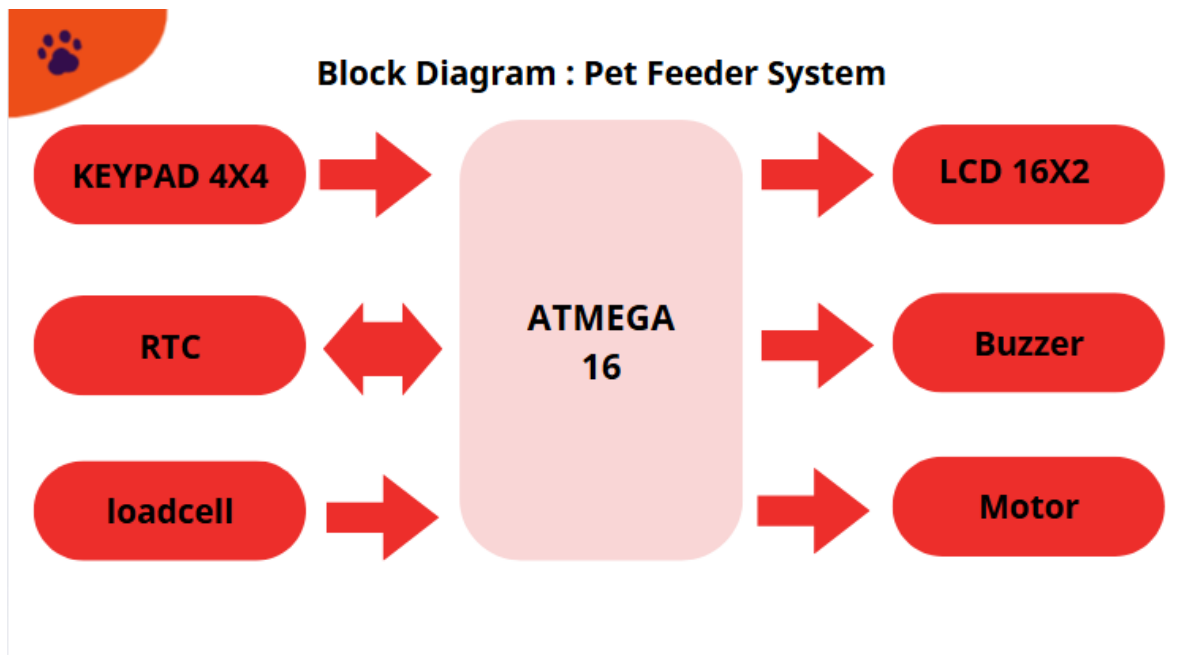 Block Diagram : Pet Feeder System
KEYPAD 4X4
LCD 16X2
RTC
ATMEGA
16
Buzzer
loadcell
Motor